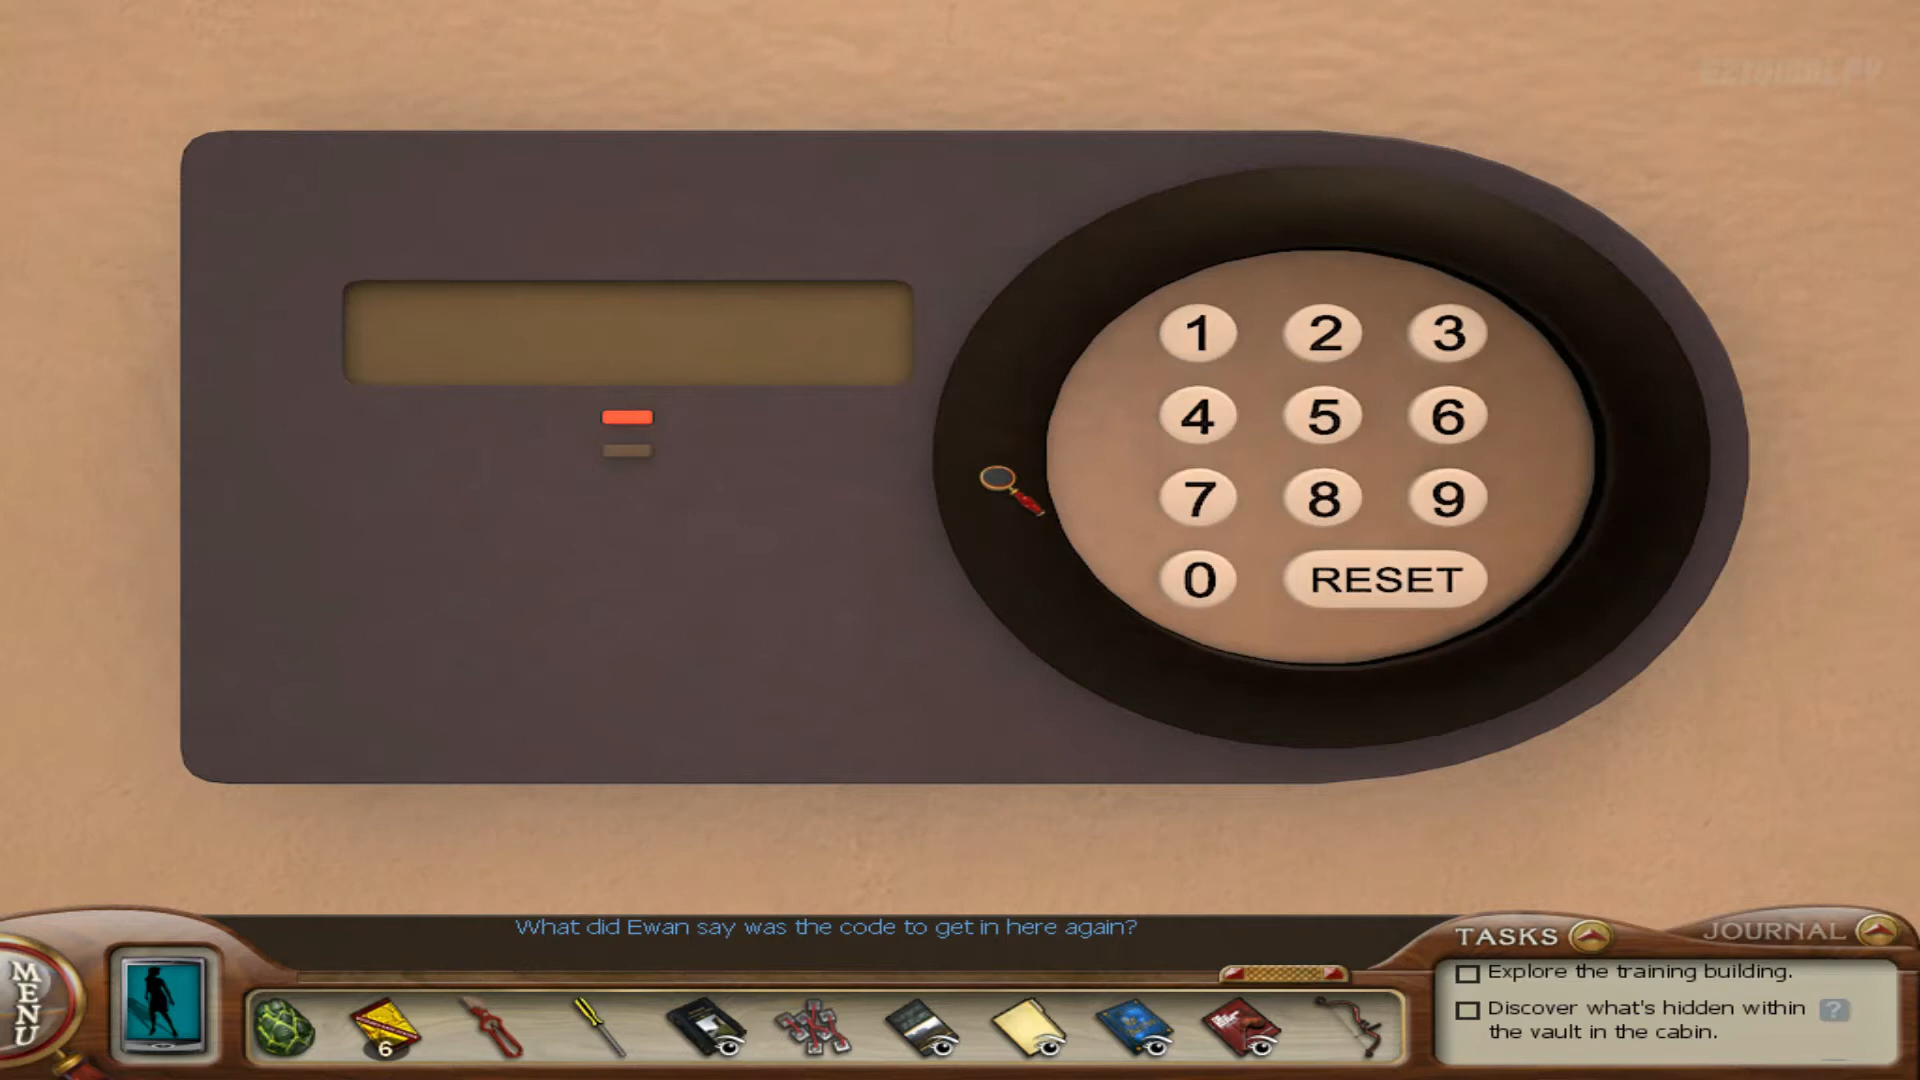 1 2 3
4 5 6
7 8 9
0 RESET
What did Ewan say was the code to get in here again?
MENU
6
TASKS
JOURNAL
Explore the training building.
Discover what's hidden within
?
the vault in the cabin.